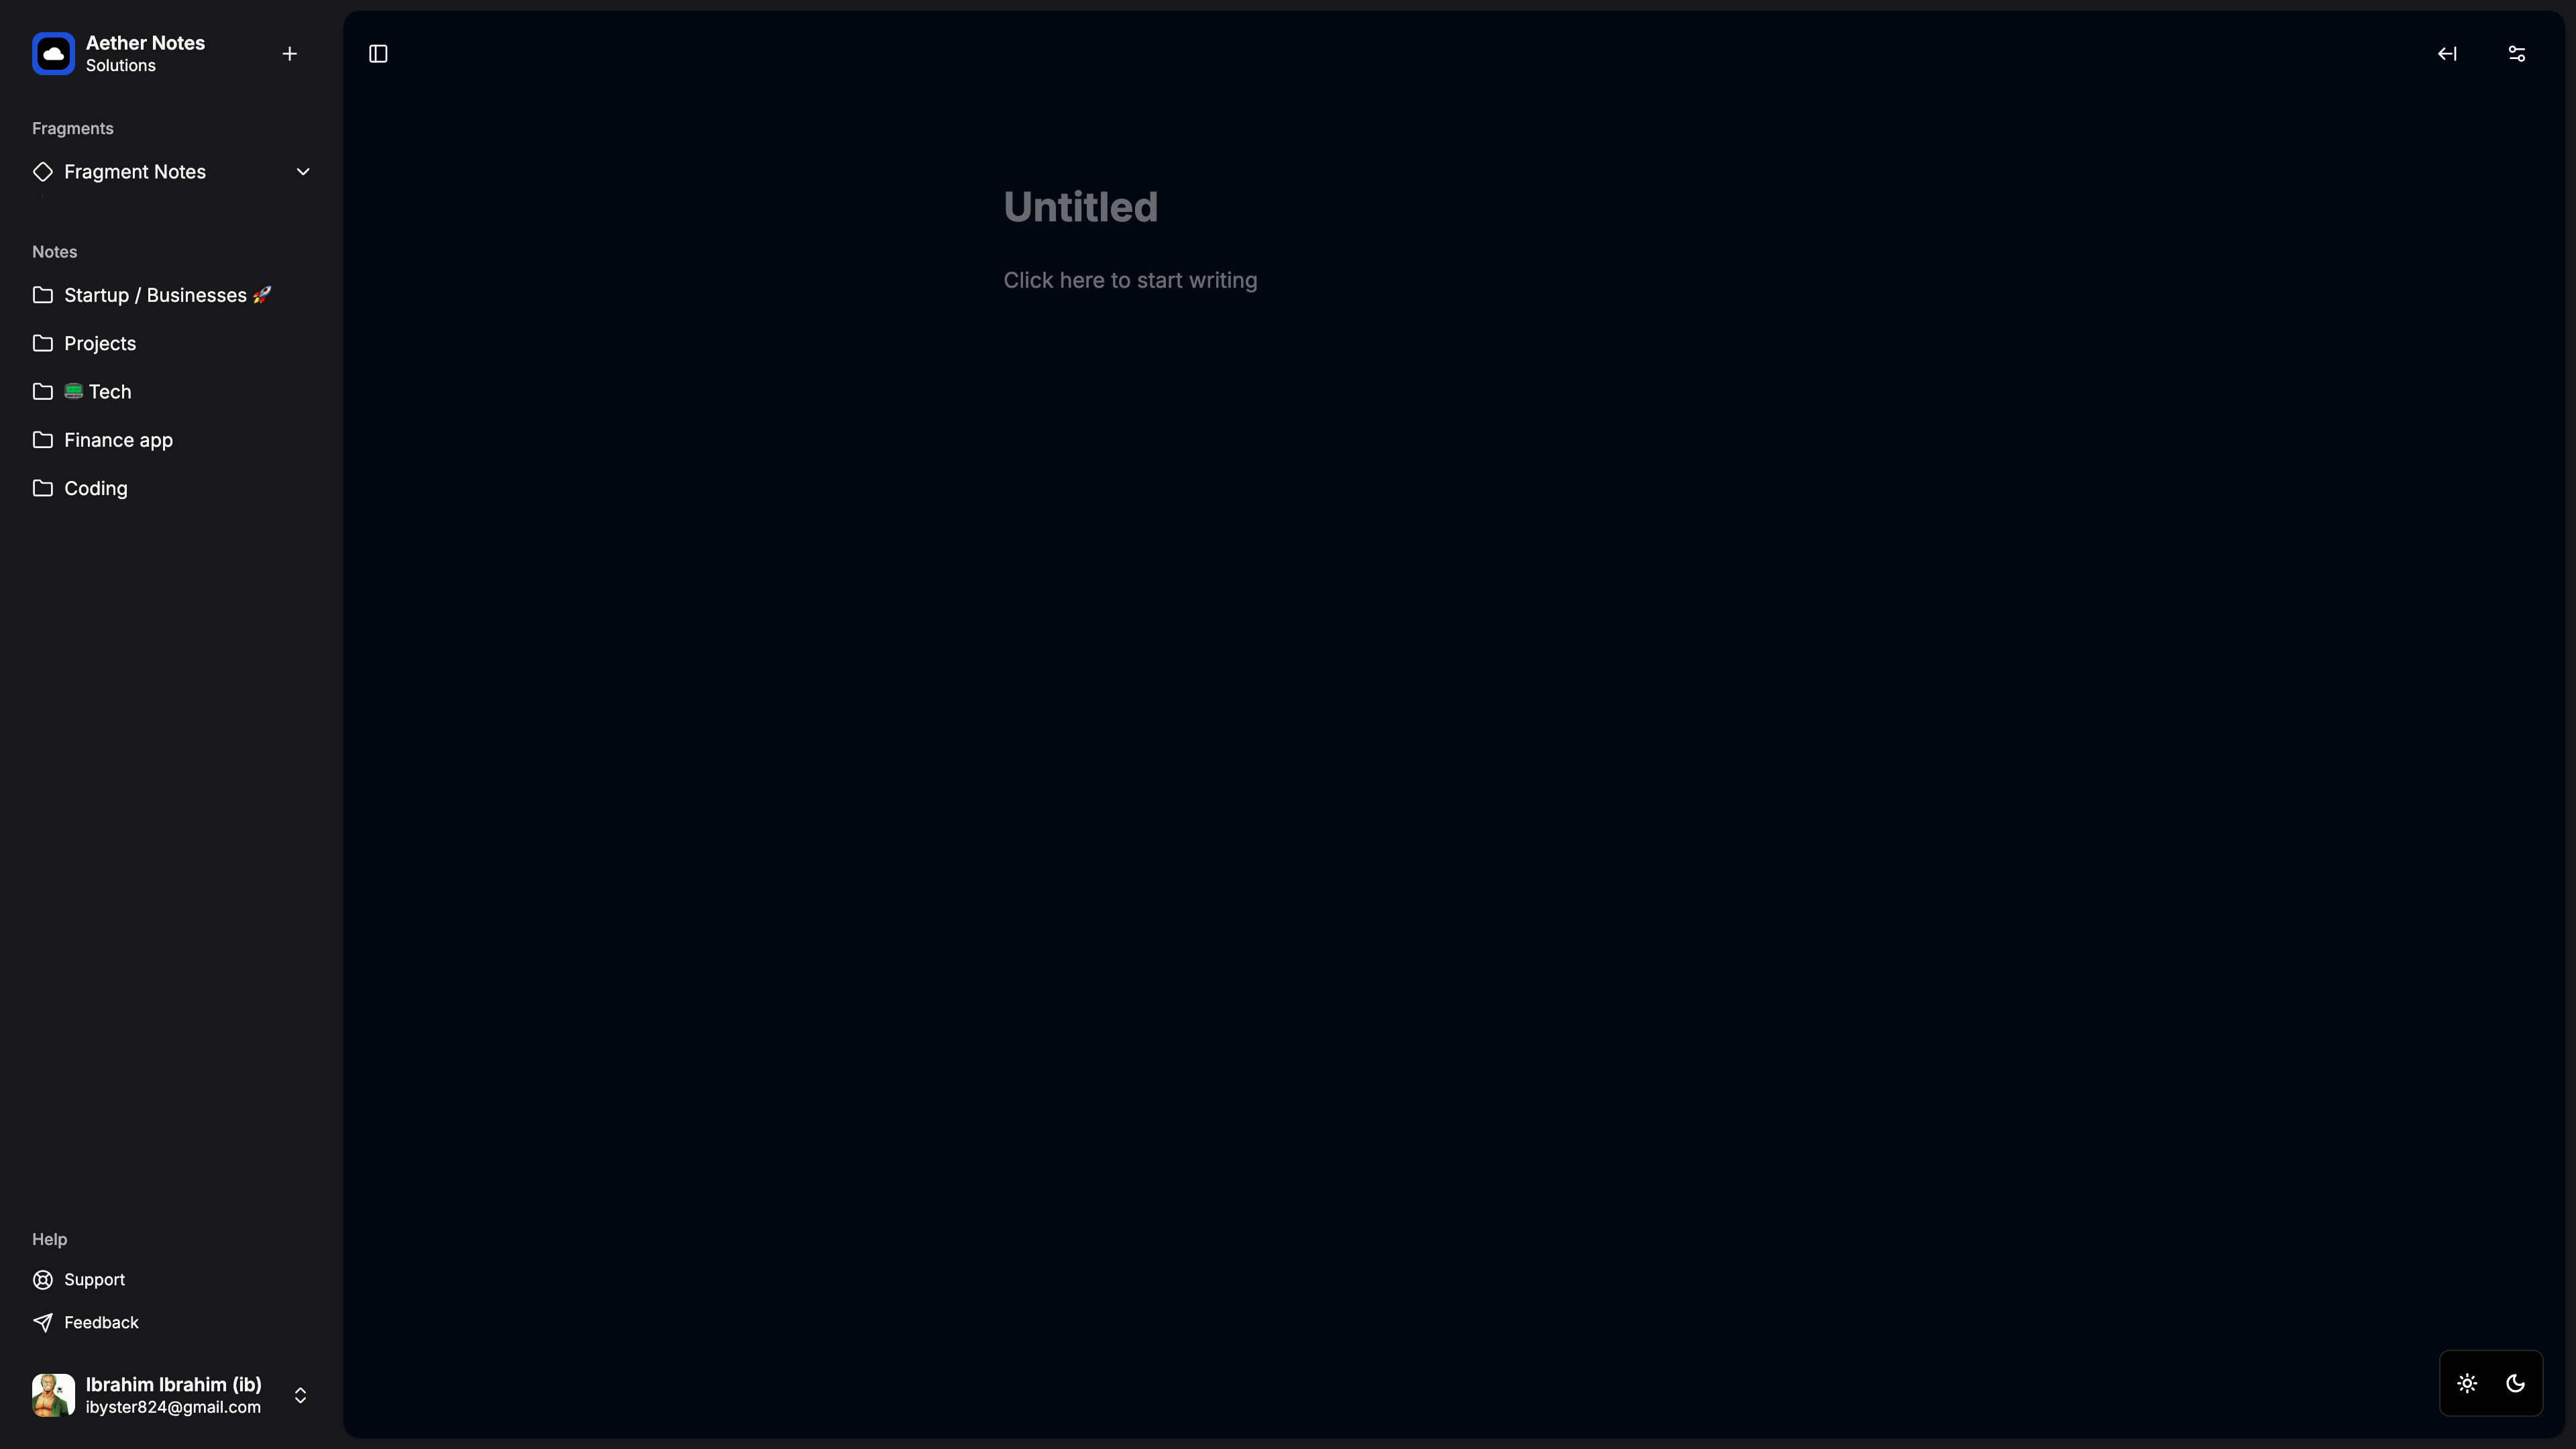 Aether Notes
Solutions
Fragments
Fragment Notes
Notes
Startup / Businesses 🚀
Projects
Tech
Finance app
Coding
Help
Support
Feedback
Ibrahim Ibrahim (ib)
ibyster824@gmail.com
Untitled
Click here to start writing